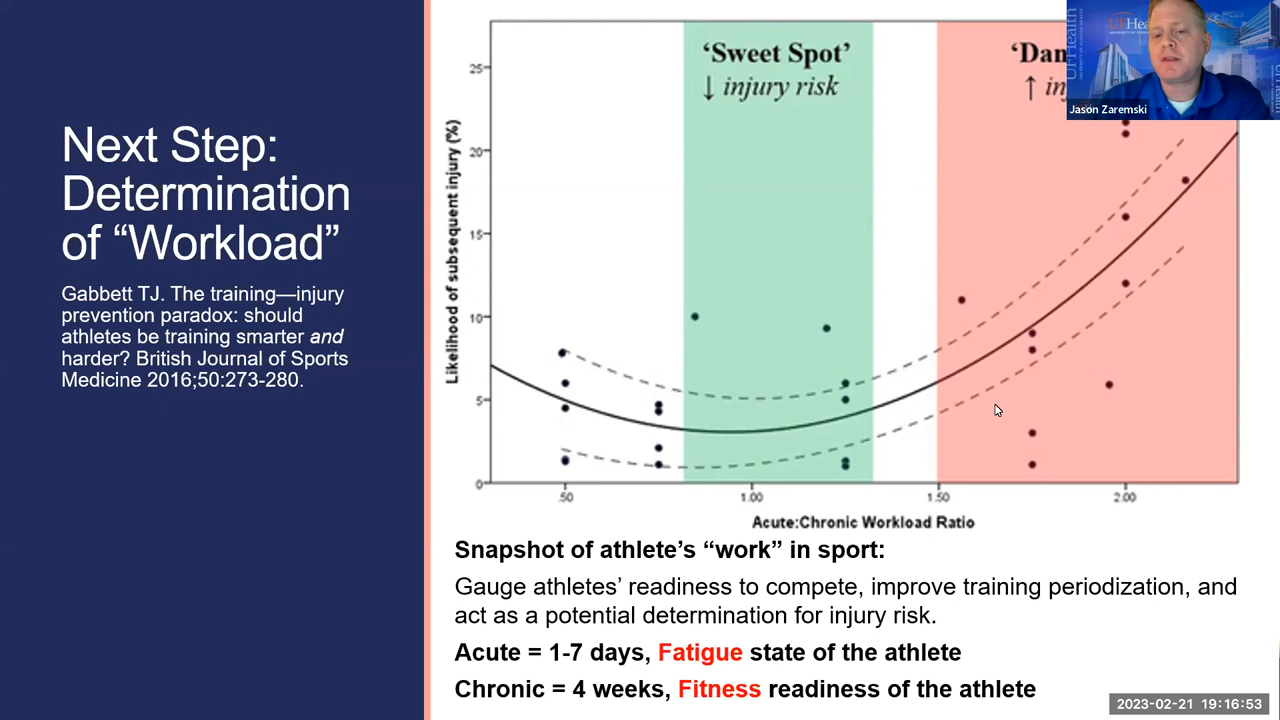 Next Step:
Determination
of “Workload”
Gabbett TJ. The training—injury
prevention paradox: should
athletes be training smarter and
harder? British Journal of Sports
Medicine 2016;50:273-280.
‘Sweet Spot’
↓ injury risk
Likelihood of subsequent injury (%)
25
20
15
10
5
0
.50
1.00
1.50
2.00
Acute:Chronic Workload Ratio
Jason Zaremski
Snapshot of athlete’s “work” in sport:
Gauge athletes’ readiness to compete, improve training periodization, and
act as a potential determination for injury risk.
Acute = 1-7 days, Fatigue state of the athlete
Chronic = 4 weeks, Fitness readiness of the athlete
2023-02-21 19:16:53